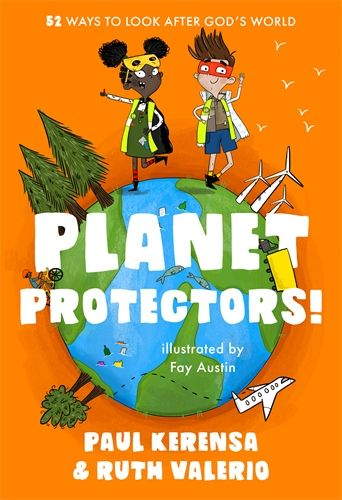 52 WAYS TO LOOK AFTER GOD'S WORLD
PLANET
PROTECTORS!
illustrated by
Fay Austin
PAUL KERENSA
& RUTH VALERIO